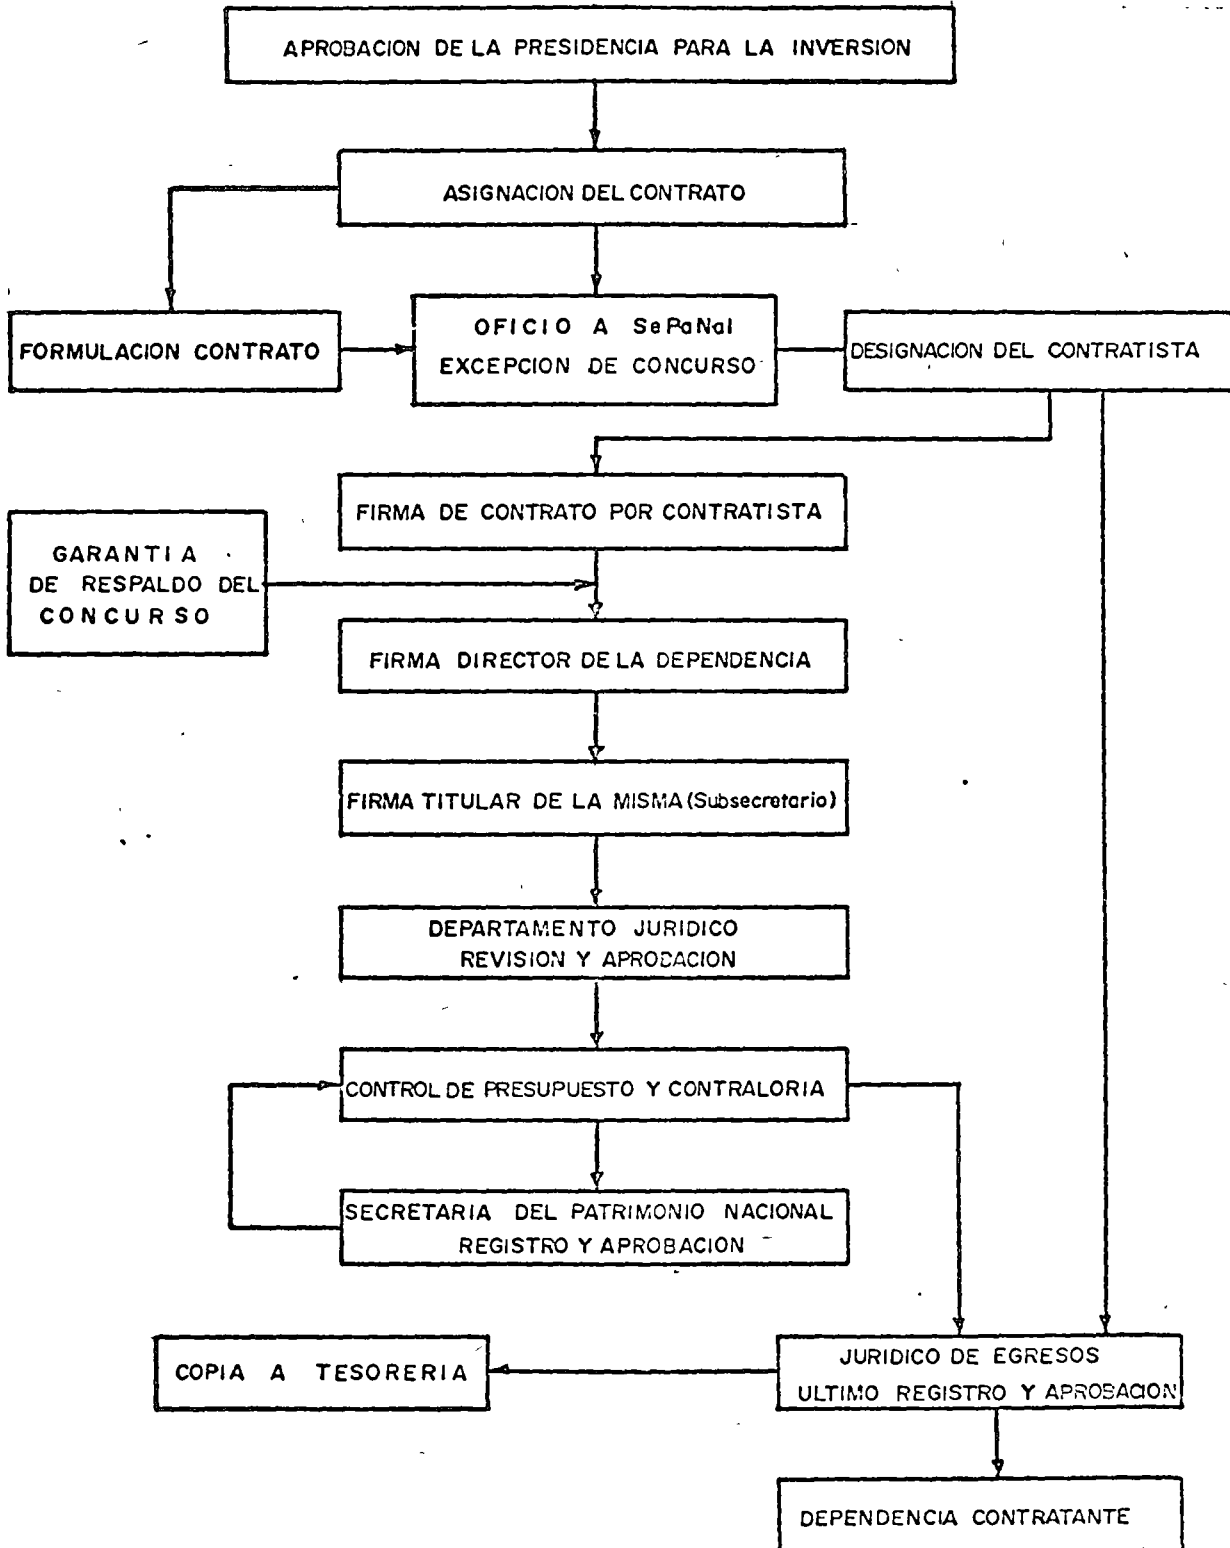 APROBACION DE LA PRESIDENCIA PARA LA INVERSION
ASIGNACION DEL CONTRATO
FORMULACION CONTRATO
OFICIO A SePaNal
EXCEPCION DE CONCURSO
DESIGNACION DEL CONTRATISTA
FIRMA DE CONTRATO POR CONTRATISTA
GARANTIA
DE RESPALDO DEL
CONCURSO
FIRMA DIRECTOR DE LA DEPENDENCIA
FIRMA TITULAR DE LA MISMA (Subsecretario)
DEPARTAMENTO JURIDICO
REVISION Y APROBACION
CONTROL DE PRESUPUESTO Y CONTRALORIA
SECRETARIA DEL PATRIMONIO NACIONAL
REGISTRO Y APROBACION
COPIA A TESORERIA
JURIDICO DE EGRESOS
ULTIMO REGISTRO Y APROBACION
DEPENDENCIA CONTRATANTE